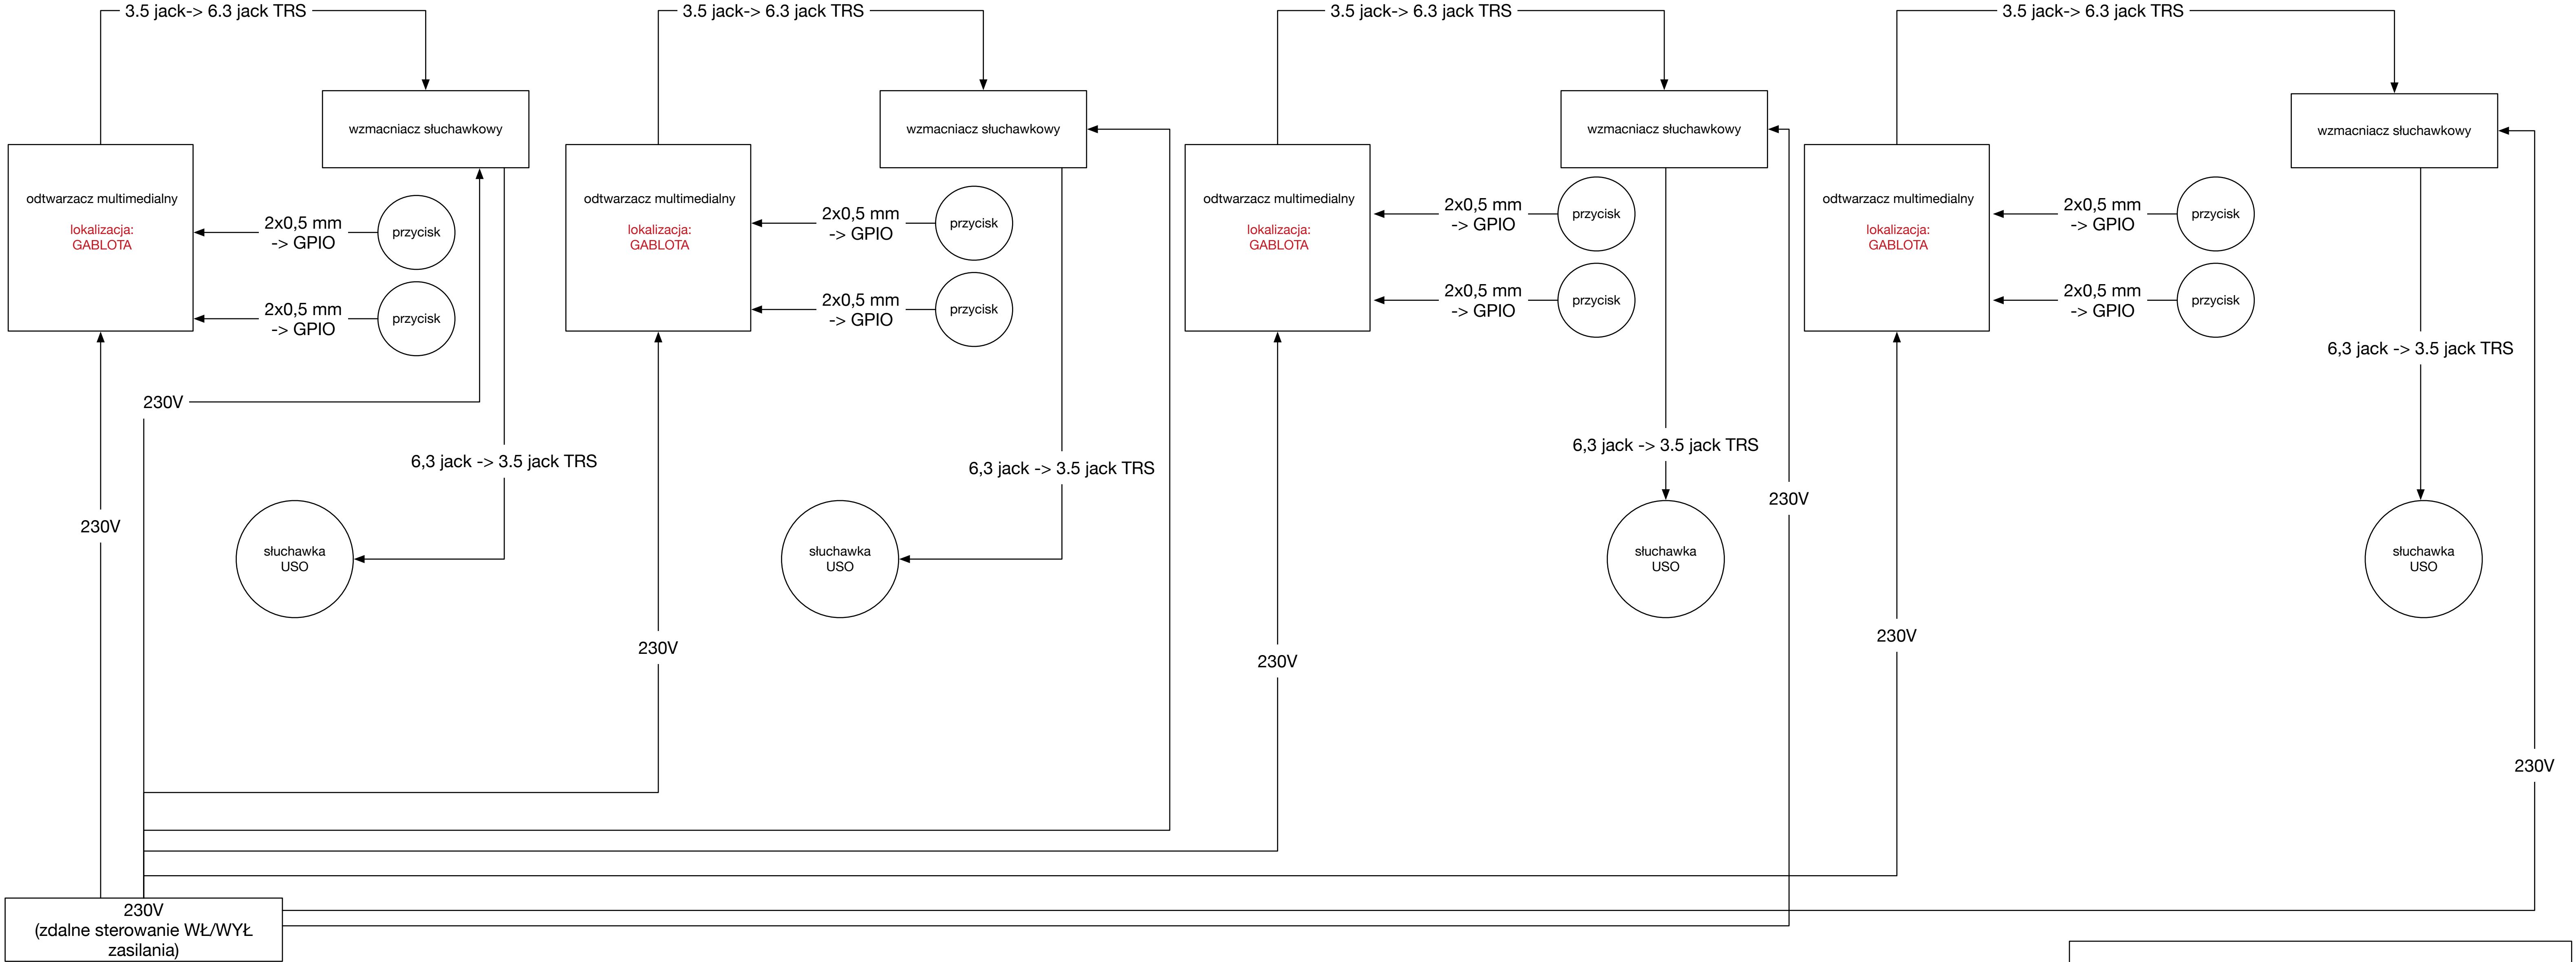 3.5 jack-> 6.3 jack TRS
3.5 jack-> 6.3 jack TRS
3.5 jack-> 6.3 jack TRS
3.5 jack-> 6.3 jack TRS
wzmacniacz słuchawkowy
wzmacniacz słuchawkowy
wzmacniacz słuchawkowy
wzmacniacz słuchawkowy
odtwarzacz multimedialny
lokalizacja:
GABLOTA
2x0,5 mm
-> GPIO
przycisk
2x0,5 mm
-> GPIO
przycisk
odtwarzacz multimedialny
lokalizacja:
GABLOTA
2x0,5 mm
-> GPIO
przycisk
2x0,5 mm
-> GPIO
przycisk
odtwarzacz multimedialny
lokalizacja:
GABLOTA
2x0,5 mm
-> GPIO
przycisk
2x0,5 mm
-> GPIO
przycisk
odtwarzacz multimedialny
lokalizacja:
GABLOTA
2x0,5 mm
-> GPIO
przycisk
2x0,5 mm
-> GPIO
przycisk
230V
6,3 jack -> 3.5 jack TRS
6,3 jack -> 3.5 jack TRS
6,3 jack -> 3.5 jack TRS
6,3 jack -> 3.5 jack TRS
230V
230V
słuchawka
USO
słuchawka
USO
słuchawka
USO
słuchawka
USO
230V
230V
230V
230V
230V
(zdalne sterowanie WŁ/WYŁ
zasilania)